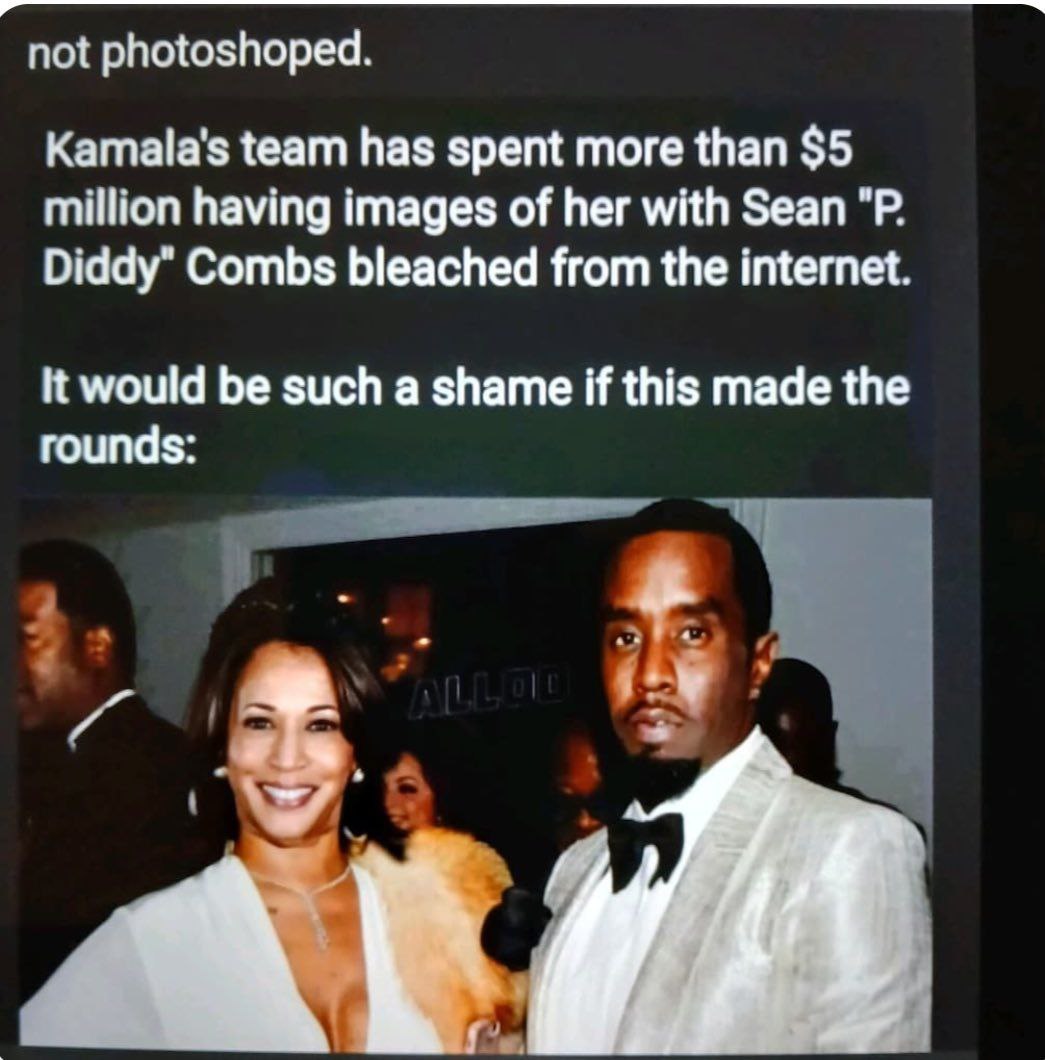 not photoshoped.
Kamala's team has spent more than $5
million having images of her with Sean "P.
Diddy" Combs bleached from the internet.
It would be such a shame if this made the
rounds:
ALLOD